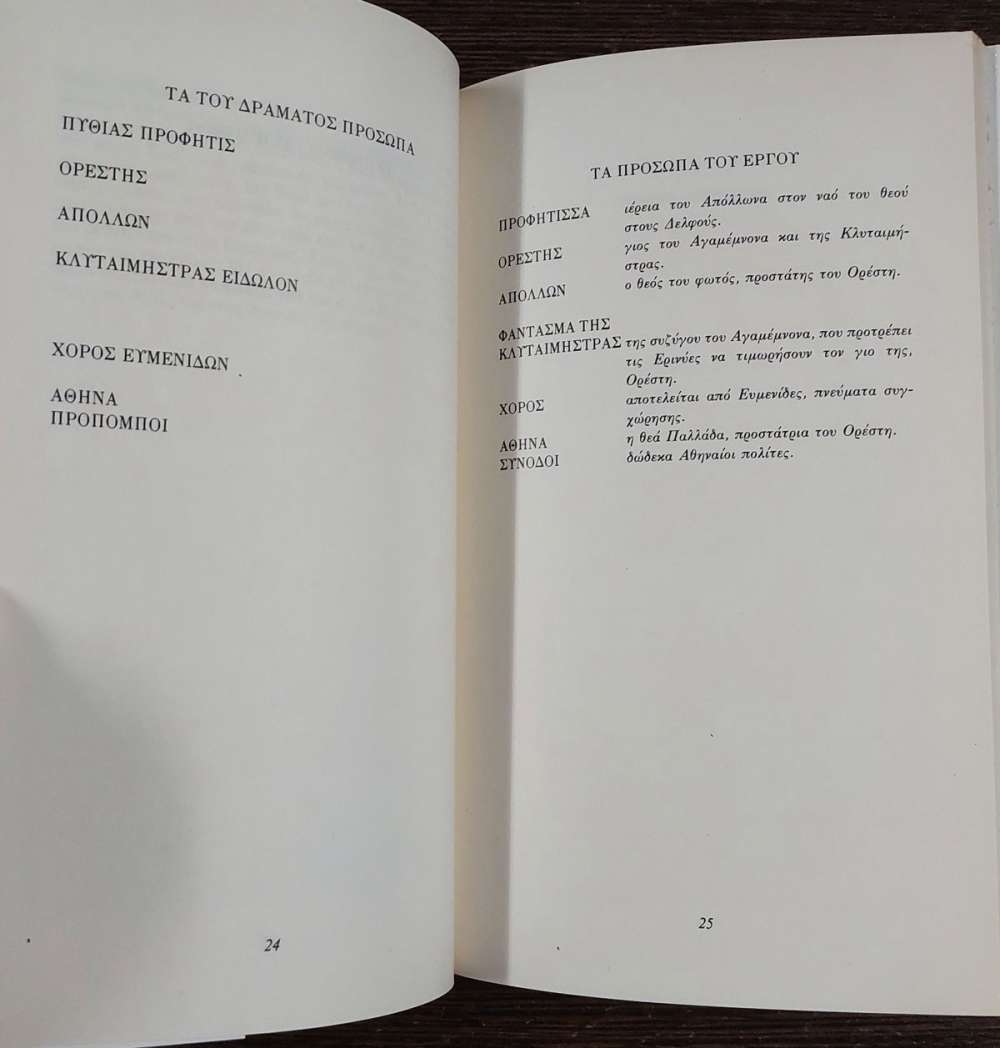 ΤΑ ΤΟΥ ΔΡΑΜΑΤΟΣ ΠΡΟΣΩΠΑ
ΠΥΘΙΑΣ ΠΡΟΦΗΤΙΣ
ΟΡΕΣΤΗΣ
ΑΠΟΛΛΩΝ
ΚΛΥΤΑΙΜΗΣΤΡΑΣ ΕΙΔΩΛΟΝ
ΧΟΡΟΣ ΕΥΜΕΝΙΔΩΝ
ΑΘΗΝΑ
ΠΡΟΠΟΜΠΟΙ
24
ΤΑ ΠΡΟΣΩΠΑ ΤΟΥ ΕΡΓΟΥ
ΠΡΟΦΗΤΙΣΣΑ ιέρεια του Απόλλωνα στον ναό του θεού
στους Δελφούς.
ΟΡΕΣΤΗΣ γιος του Αγαμέμνονα και της Κλυταιμή-
στρας.
ΑΠΟΛΛΩΝ ο θεός του φωτός, προστάτης του Ορέστη.
ΦΑΝΤΑΣΜΑ ΤΗΣ
ΚΛΥΤΑΙΜΗΣΤΡΑΣ της συζύγου του Αγαμέμνονα, που προτρέπει
τις Ερινύες να τιμωρήσουν τον γιο της,
Ορέστη.
ΧΟΡΟΣ αποτελείται από Ευμενίδες, πνεύματα συγ-
χώρησης.
ΑΘΗΝΑ η θεά Παλλάδα, προστάτρια του Ορέστη.
ΣΥΝΟΔΟΙ δώδεκα Αθηναίοι πολίτες.
25